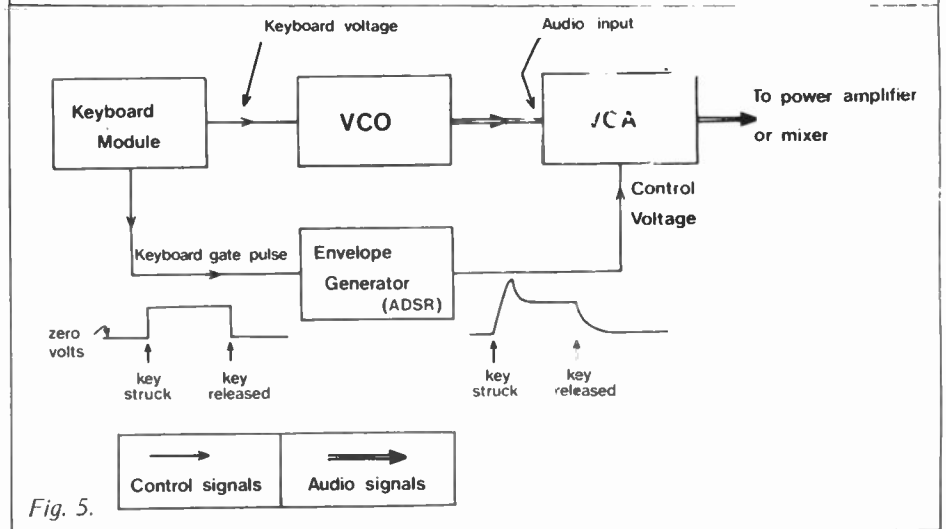 Keyboard voltage
Audio input
Keyboard
Module
VCO
VCA
To power amplifier
or mixer
Control
Voltage
Keyboard gate pulse
Envelope
Generator
(ADSR)
zero
volts
key
struck
key
released
key
struck
key
released
Control signals
Audio signals
Fig. 5.